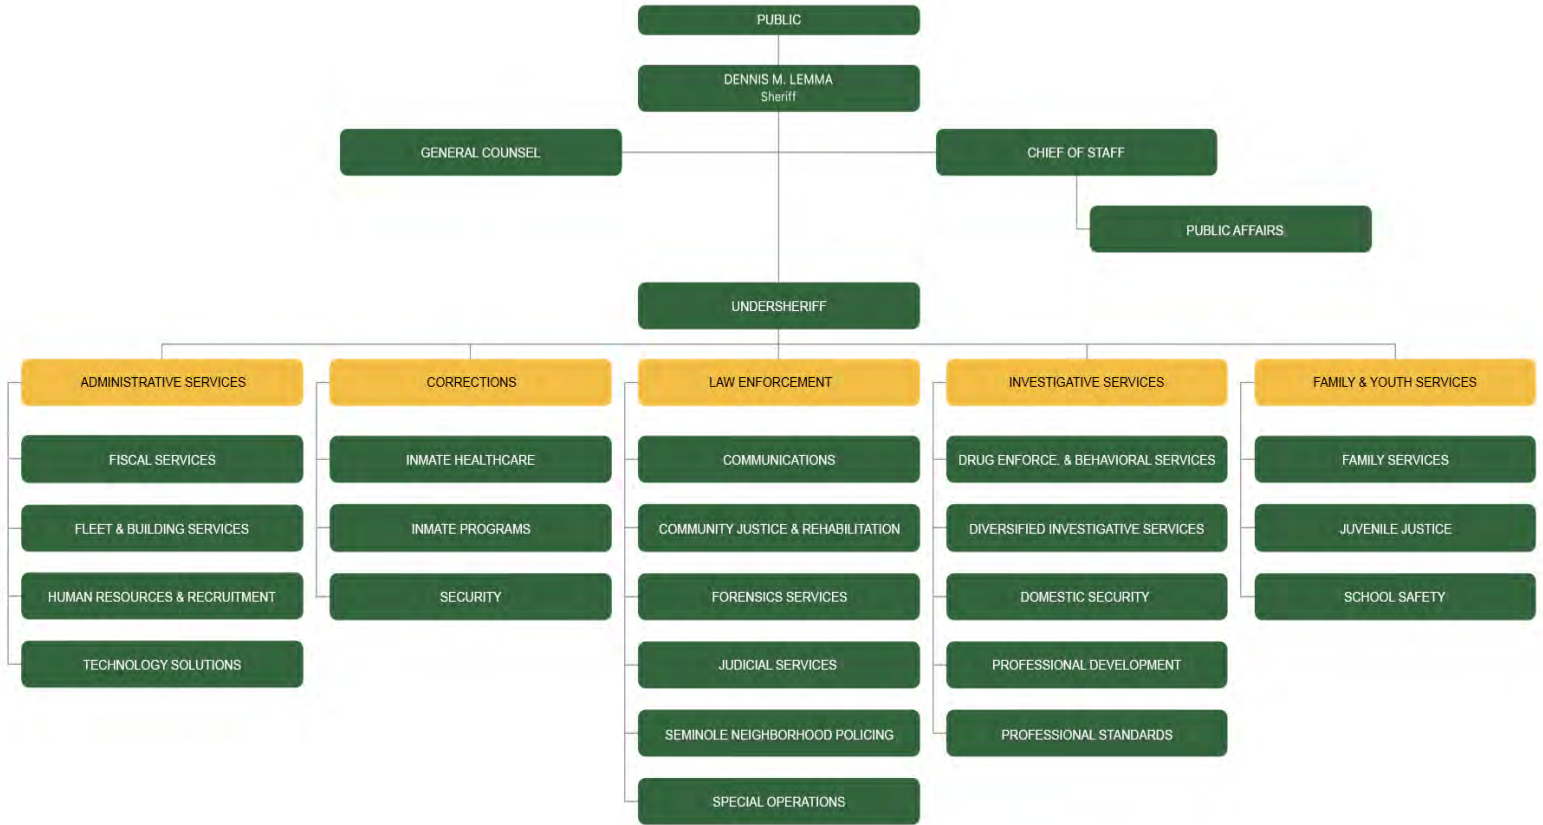 PUBLIC
DENNIS M. LEMMA
Sheriff
GENERAL COUNSEL
CHIEF OF STAFF
PUBLIC AFFAIRS
UNDERSHERIFF
ADMINISTRATIVE SERVICES
FISCAL SERVICES
FLEET & BUILDING SERVICES
HUMAN RESOURCES & RECRUITMENT
TECHNOLOGY SOLUTIONS
CORRECTIONS
INMATE HEALTHCARE
INMATE PROGRAMS
SECURITY
LAW ENFORCEMENT
COMMUNICATIONS
COMMUNITY JUSTICE & REHABILITATION
FORENSICS SERVICES
JUDICIAL SERVICES
SEMINOLE NEIGHBORHOOD POLICING
SPECIAL OPERATIONS
INVESTIGATIVE SERVICES
DRUG ENFORCE. & BEHAVIORAL SERVICES
DIVERSIFIED INVESTIGATIVE SERVICES
DOMESTIC SECURITY
PROFESSIONAL DEVELOPMENT
PROFESSIONAL STANDARDS
FAMILY & YOUTH SERVICES
FAMILY SERVICES
JUVENILE JUSTICE
SCHOOL SAFETY